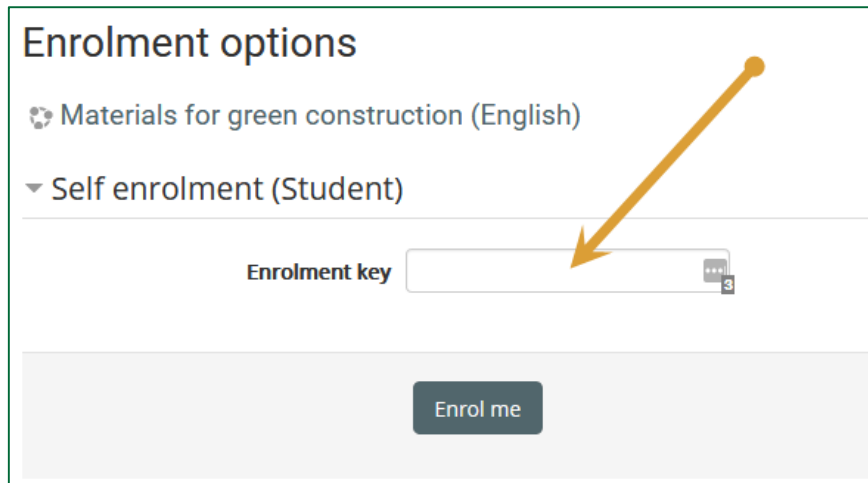 Enrolment options
Materials for green construction (English)
Self enrolment (Student)
Enrolment key
3
Enrol me